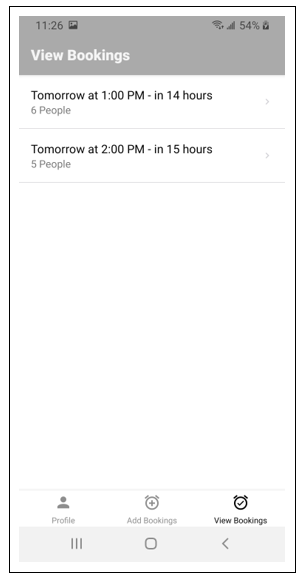 11:26 54%
View Bookings
Tomorrow at 1:00 PM - in 14 hours
6 People
Tomorrow at 2:00 PM - in 15 hours
5 People
Profile Add Bookings View Bookings